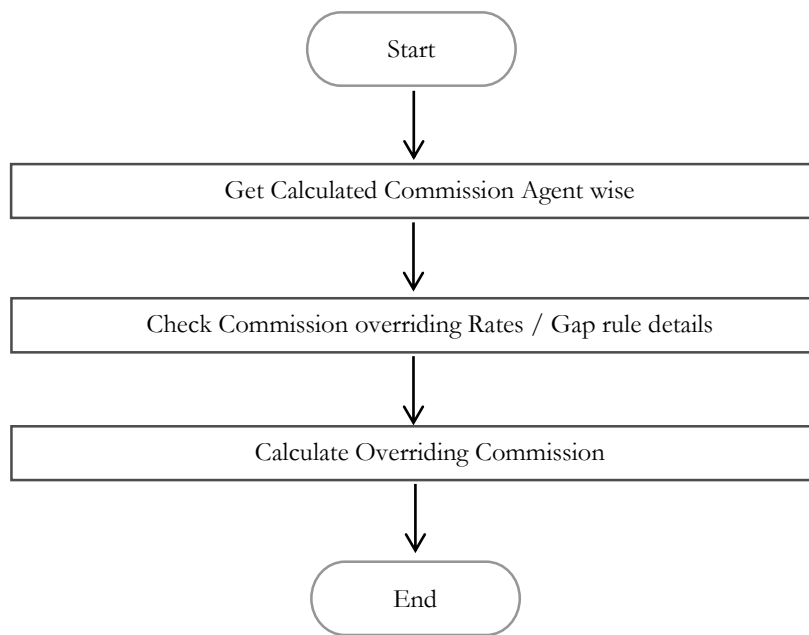 Start
Get Calculated Commission Agent wise
Check Commission overriding Rates / Gap rule details
Calculate Overriding Commission
End